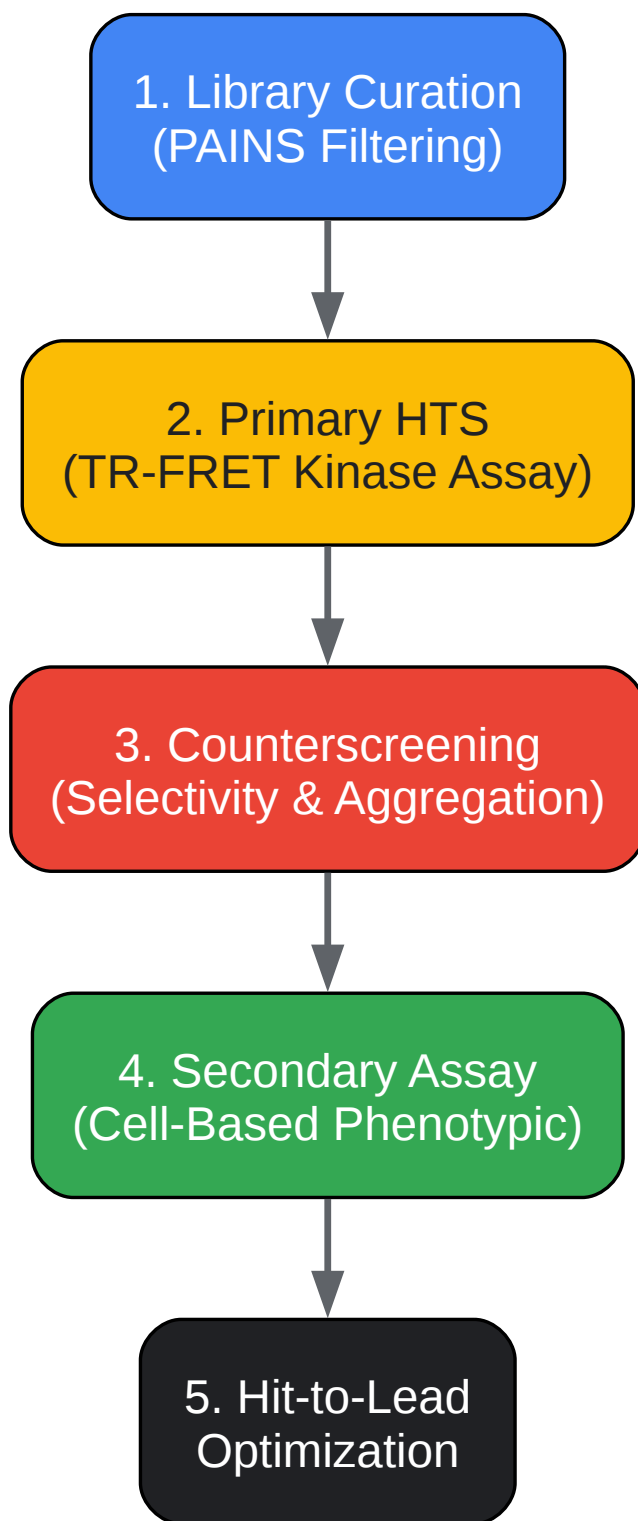 1. Library Curation
(PAINS Filtering)
2. Primary HTS
(TR-FRET Kinase Assay)
3. Counterscreening
(Selectivity & Aggregation)
4. Secondary Assay
(Cell-Based Phenotypic)
5. Hit-to-Lead
Optimization